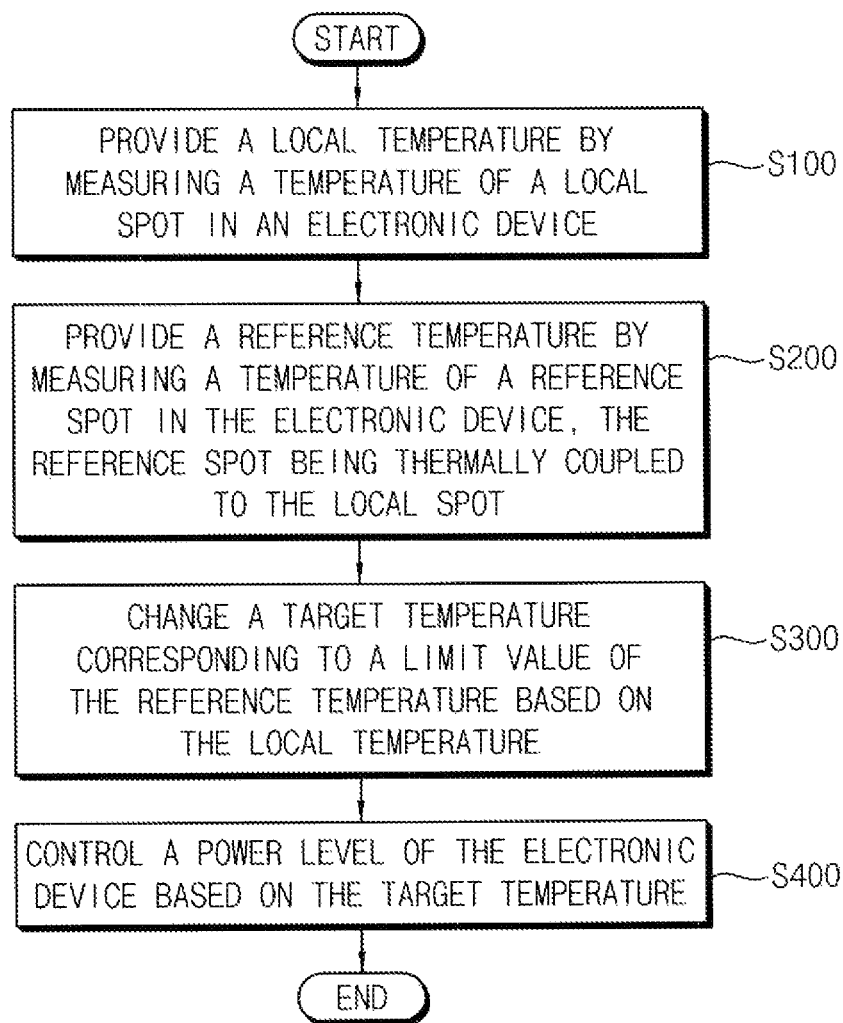 START
PROVIDE A LOCAL TEMPERATURE BY
MEASURING A TEMPERATURE OF A LOCAL
SPOT IN AN ELECTRONIC DEVICE
S100
PROVIDE A REFERENCE TEMPERATURE BY
MEASURING A TEMPERATURE OF A REFERENCE
SPOT IN THE ELECTRONIC DEVICE, THE
REFERENCE SPOT BEING THERMALLY COUPLED
TO THE LOCAL SPOT
S200
CHANGE A TARGET TEMPERATURE
CORRESPONDING TO A LIMIT VALUE OF
THE REFERENCE TEMPERATURE BASED ON
THE LOCAL TEMPERATURE
S300
CONTROL A POWER LEVEL OF THE ELECTRONIC
DEVICE BASED ON THE TARGET TEMPERATURE
S400
END